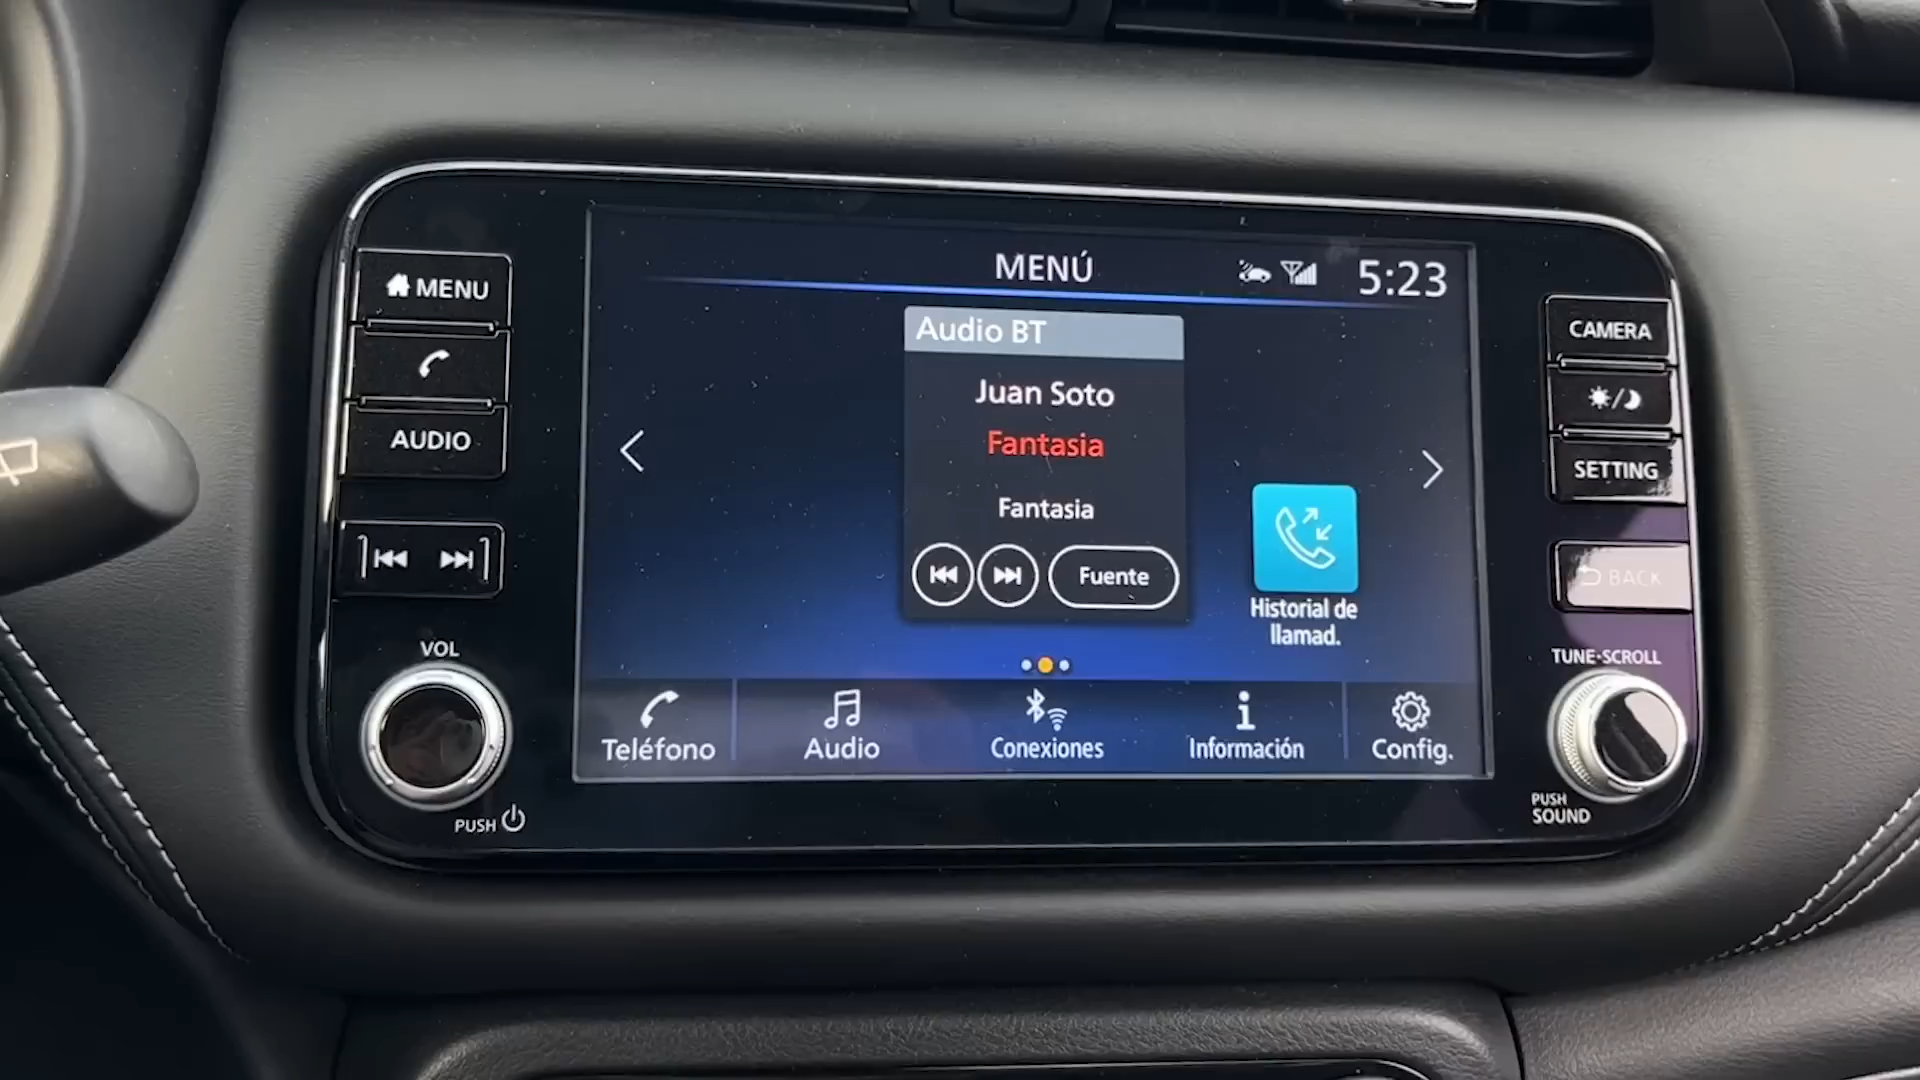 MENU
AUDIO
VOL
PUSH
MENÚ
5:23
Audio BT
Juan Soto
Fantasia
Fantasia
Fuente
Historial de
llamad.
Teléfono
Audio
Conexiones
Información
Config.
CAMERA
SETTING
BACK
TUNE·SCROLL
PUSH
SOUND